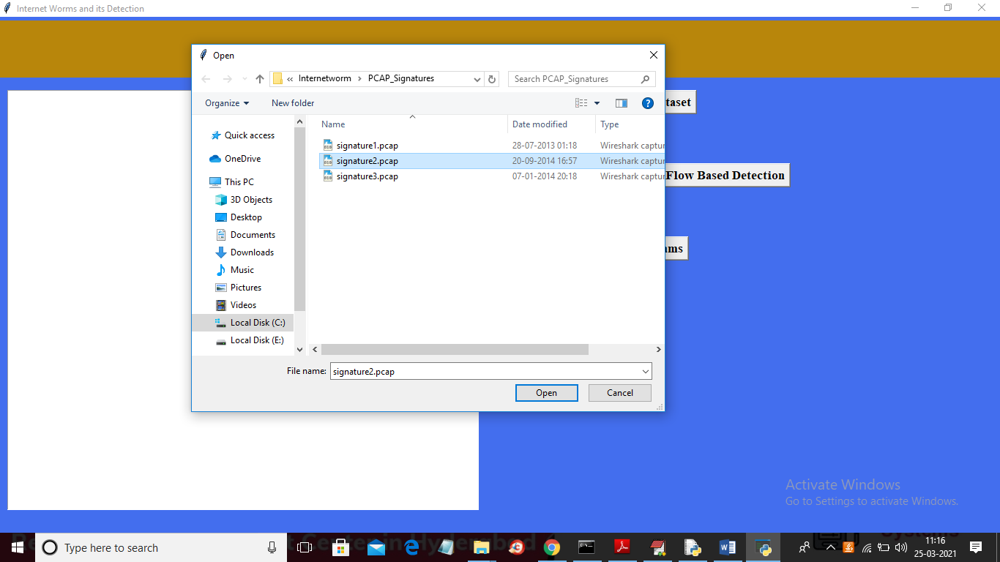 Internet Worms and its Detection
Open
« Internetworm › PCAP_Signatures
Search PCAP_Signatures
Organize
New folder
taset
Name
Date modified
Type
Quick access
OneDrive
This PC
3D Objects
Desktop
Documents
Downloads
Music
Pictures
Videos
Local Disk (C:)
Local Disk (E:)
signature1.pcap 28-07-2013 01:18 Wireshark captur
signature2.pcap 20-09-2014 16:57 Wireshark captur
signature3.pcap 07-01-2014 20:18 Wireshark captur
Flow Based Detection
ms
File name: signature2.pcap
Open
Cancel
Activate Windows
Go to Settings to activate Windows.
Type here to search
11:16
25-03-2021